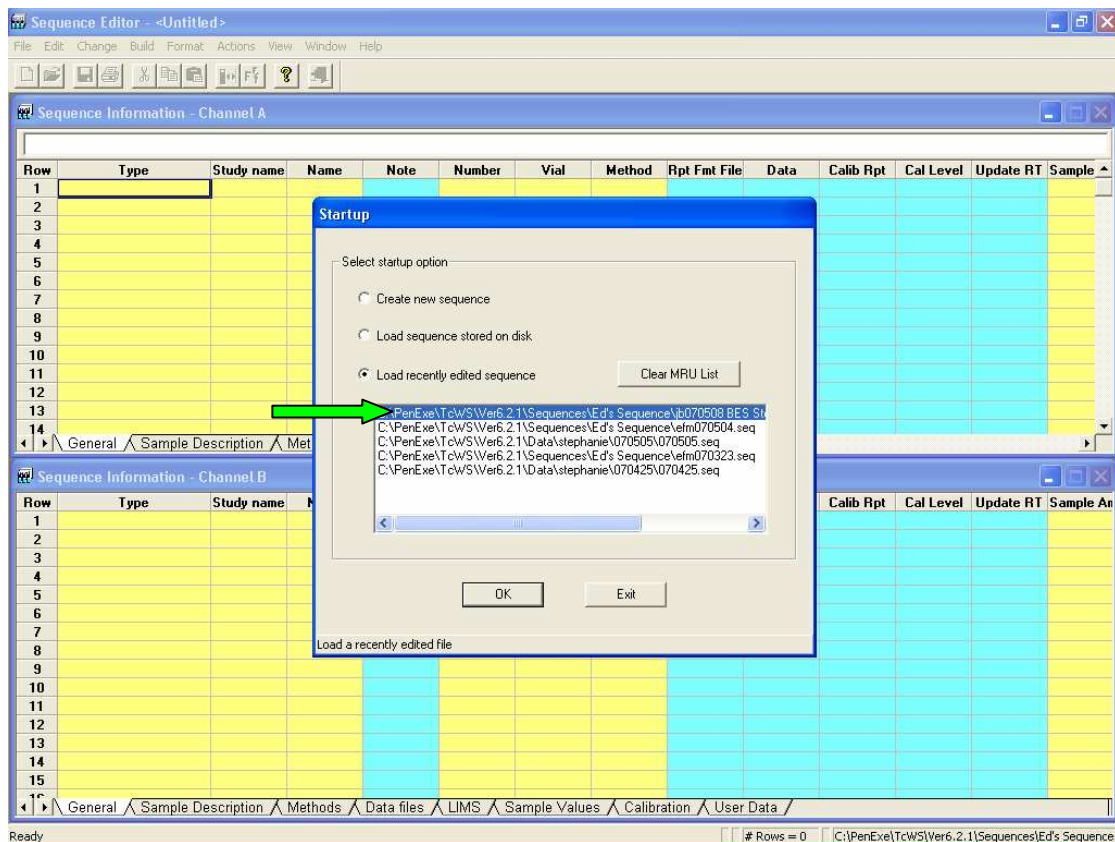 Sequence Editor - <Untitled>
File Edit Change Build Format Actions View Window Help
Sequence Information - Channel A
Row Type Study name Name Note Number Vial Method Rpt Fmt File Data Calib Rpt Cal Level Update RT Sample
1
2
3
4
5
6
7
8
9
10
11
12
13
14
General Sample Description Met
Startup
Select startup option
Create new sequence
Load sequence stored on disk
Load recently edited sequence
Clear MRU List
C:\PenExe\TcWS\Ver6.2.1\Sequences\Ed's Sequence\jb070508 BES St
C:\PenExe\TcWS\Ver6.2.1\Sequences\Ed's Sequence\efm070504.seq
C:\PenExe\TcWS\Ver6.2.1\Data\stephanie\070505\070505.seq
C:\PenExe\TcWS\Ver6.2.1\Sequences\Ed's Sequence\efm070323.seq
C:\PenExe\TcWS\Ver6.2.1\Data\stephanie\070425\070425.seq
OK Exit
Load a recently edited file
Sequence Information - Channel B
Row Type Study name Calib Rpt Cal Level Update RT Sample Am
1
2
3
4
5
6
7
8
9
10
11
12
13
14
15
16
General Sample Description Methods Data files LIMS Sample Values Calibration User Data
Ready # Rows = 0 C:\PenExe\TcWS\Ver6.2.1\Sequences\Ed's Sequence